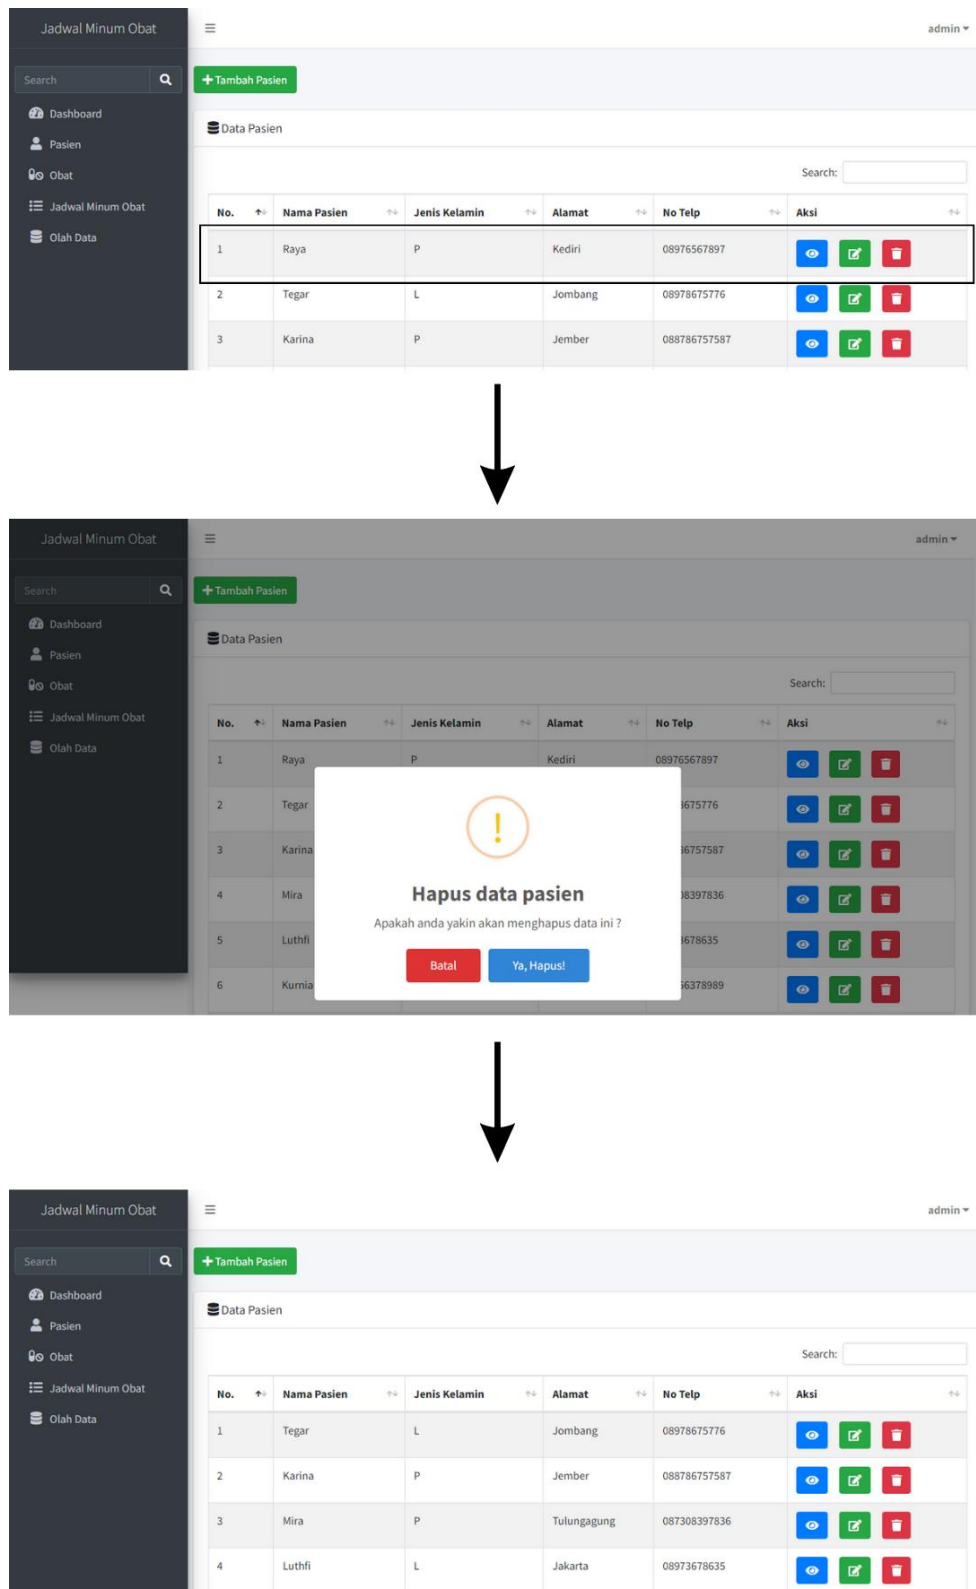 Jadwal Minum Obat
admin
Search
Tambah Pasien
Dashboard
Pasien
Obat
Jadwal Minum Obat
Olah Data
Data Pasien
Search:
No. Nama Pasien Jenis Kelamin Alamat No Telp Aksi
1 Raya P Kediri 08976567897
2 Tegar L Jombang 08978675776
3 Karina P Jember 088786757587
Jadwal Minum Obat
admin
Search
Tambah Pasien
Dashboard
Pasien
Obat
Jadwal Minum Obat
Olah Data
Data Pasien
Search:
No. Nama Pasien Jenis Kelamin Alamat No Telp Aksi
1 Raya P Kediri 08976567897
2 Tegar 3675776
3 Karina 36757587
4 Mira 08397836
5 Luthfi 3678635
6 Kurnia 56378989
!
Hapus data pasien
Apakah anda yakin akan menghapus data ini ?
Batal Ya, Hapus!
Jadwal Minum Obat
admin
Search
Tambah Pasien
Dashboard
Pasien
Obat
Jadwal Minum Obat
Olah Data
Data Pasien
Search:
No. Nama Pasien Jenis Kelamin Alamat No Telp Aksi
1 Tegar L Jombang 08978675776
2 Karina P Jember 088786757587
3 Mira P Tulungagung 087308397836
4 Luthfi L Jakarta 08973678635